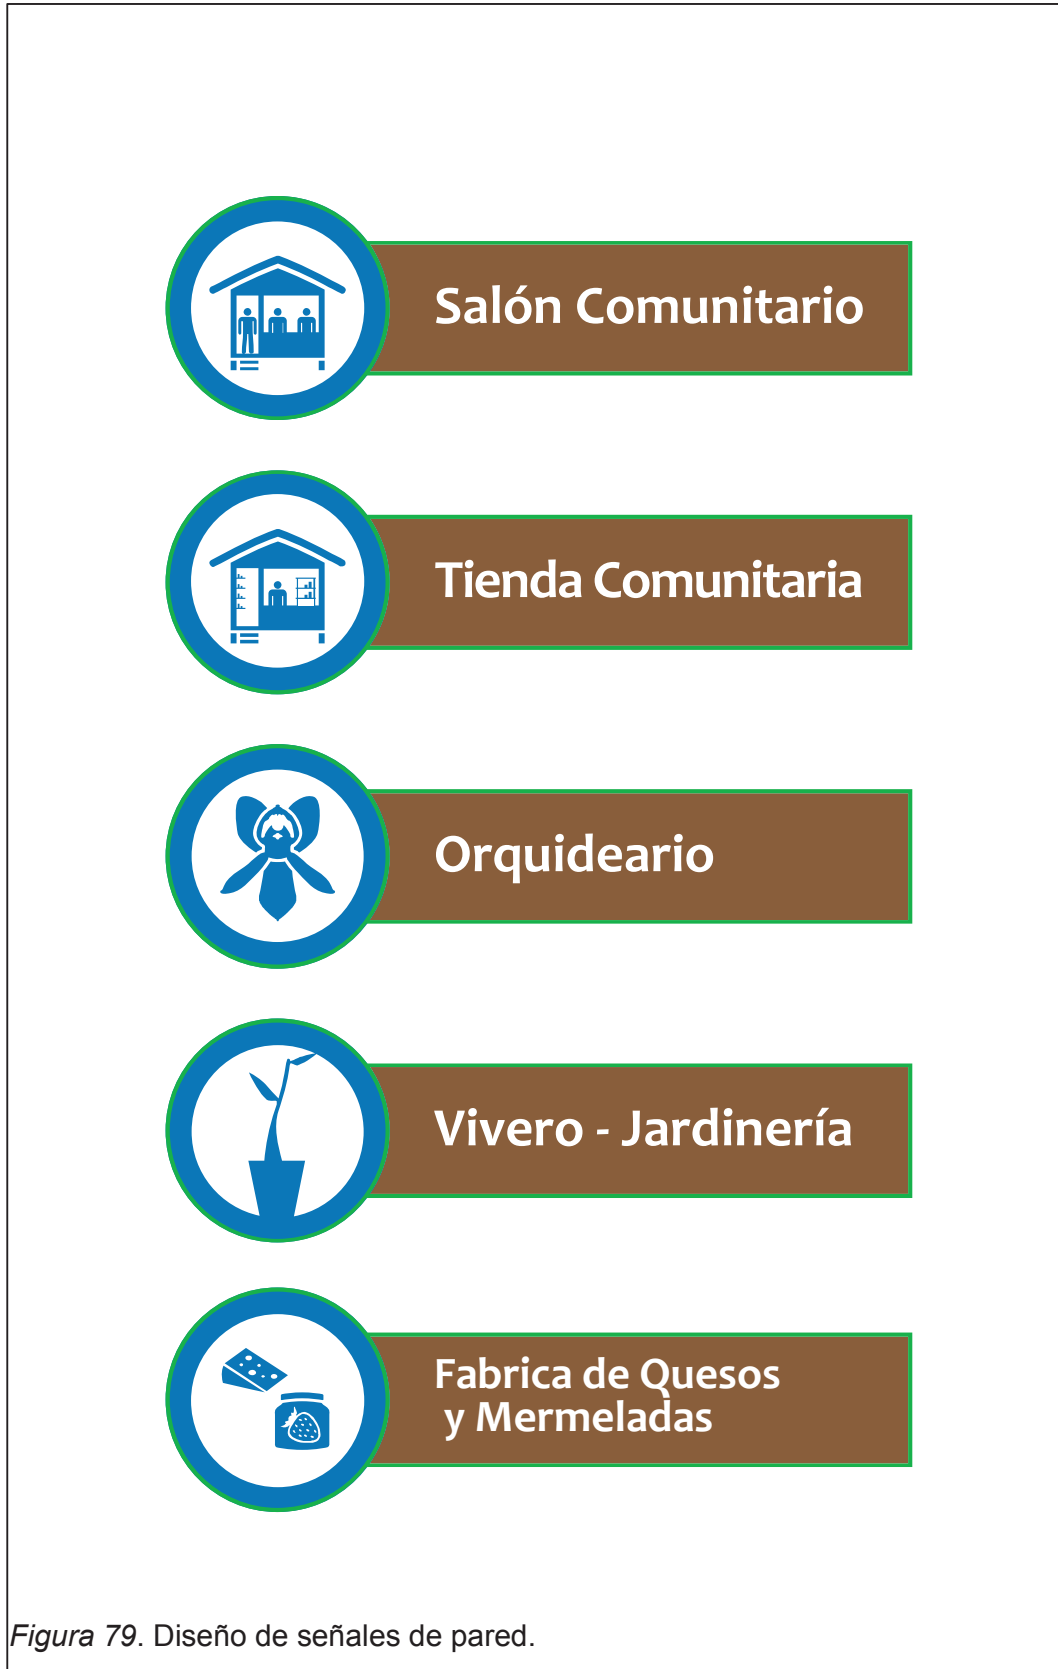 Salón Comunitario
Tienda Comunitaria
Orquideario
Vivero - Jardinería
Fabrica de Quesos
y Mermeladas
Figura 79. Diseño de señales de pared.